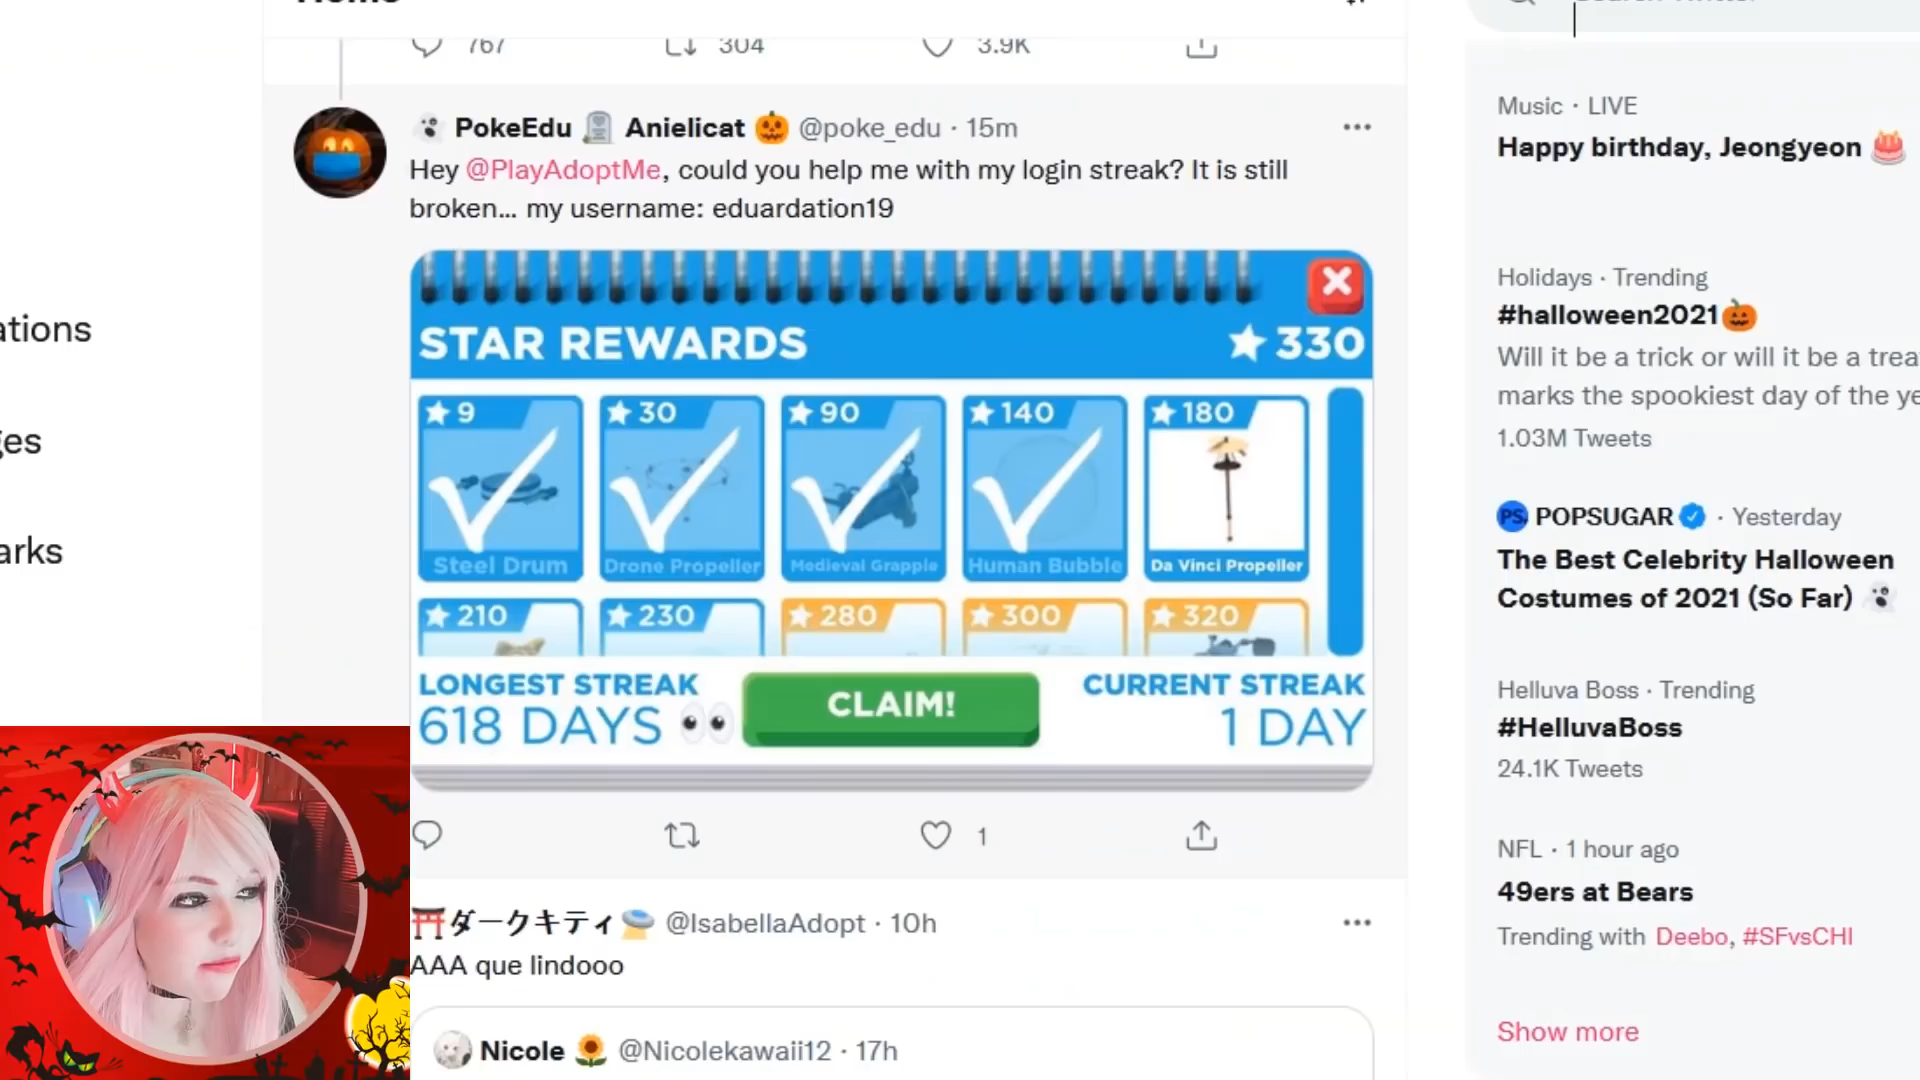 Home
767 304 3.9K
PokeEdu Anielicat @poke_edu · 15m
Hey @PlayAdoptMe, could you help me with my login streak? It is still
broken... my username: eduardation19
STAR REWARDS 330
9 30 90 140 180
Steel Drum Drone Propeller Medieval Grapple Human Bubble Da Vinci Propeller
210 230 280 300 320
LONGEST STREAK
618 DAYS
CLAIM!
CURRENT STREAK
1 DAY
1
ダークキティ @IsabellaAdopt · 10h
AAA que lindooo
Nicole @Nicolekawaii12 · 17h
ations
ges
arks
Search Twitter
Music · LIVE
Happy birthday, Jeongyeon
Holidays · Trending
#halloween2021
Will it be a trick or will it be a trea
marks the spookiest day of the ye
1.03M Tweets
PS POPSUGAR · Yesterday
The Best Celebrity Halloween
Costumes of 2021 (So Far)
Helluva Boss · Trending
#HelluvaBoss
24.1K Tweets
NFL · 1 hour ago
49ers at Bears
Trending with Deebo, #SFvsCHI
Show more